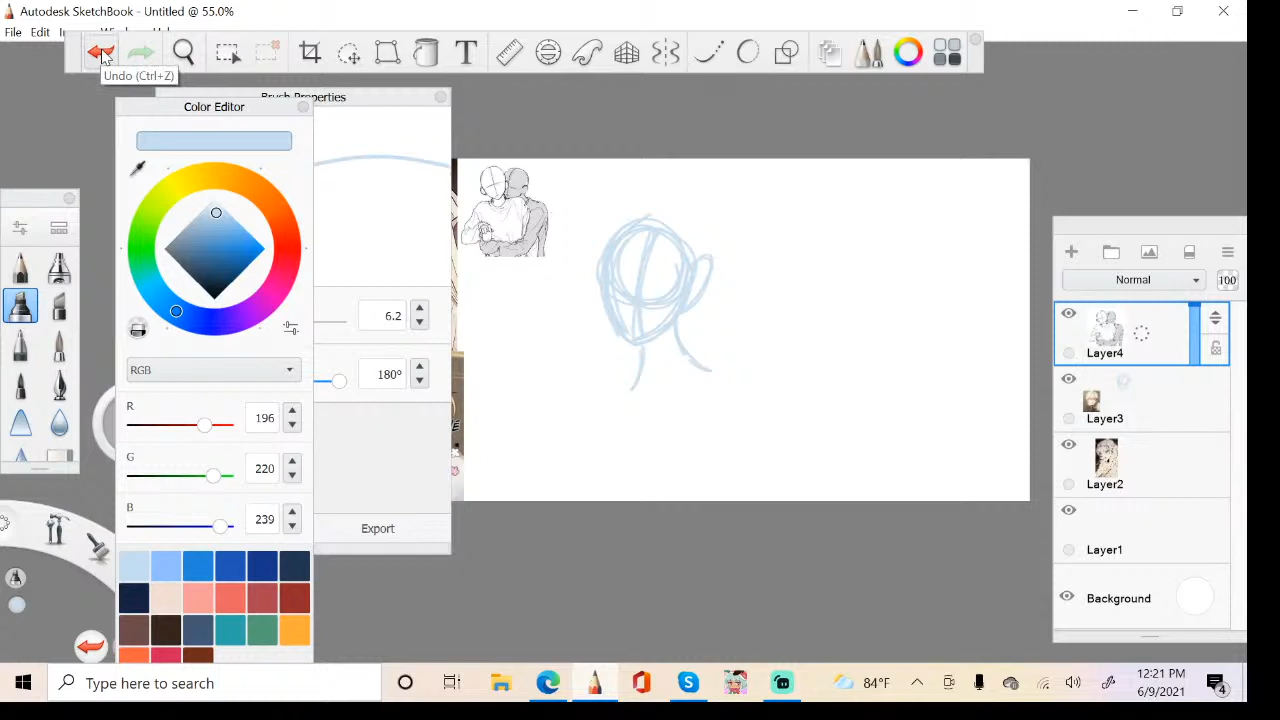 Autodesk SketchBook - Untitled @ 55.0%
File Edit
Undo (Ctrl+Z)
Brush Properties
Color Editor
6.2
180º
RGB
R 196
G 220
B 239
Export
Normal
100
Layer4
Layer3
Layer2
Layer1
Background
Type here to search
84°F
12:21 PM
6/9/2021
4